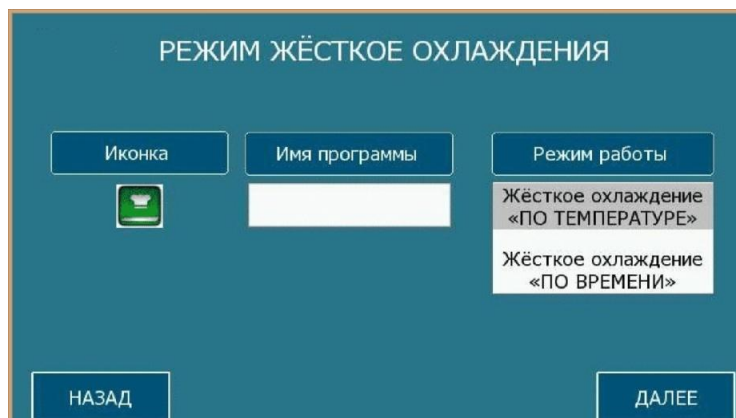 РЕЖИМ ЖЁСТКОЕ ОХЛАЖДЕНИЯ
Иконка
Имя программы
Режим работы
Жёсткое охлаждение
«ПО ТЕМПЕРАТУРЕ»
Жёсткое охлаждение
«ПО ВРЕМЕНИ»
НАЗАД
ДАЛЕЕ